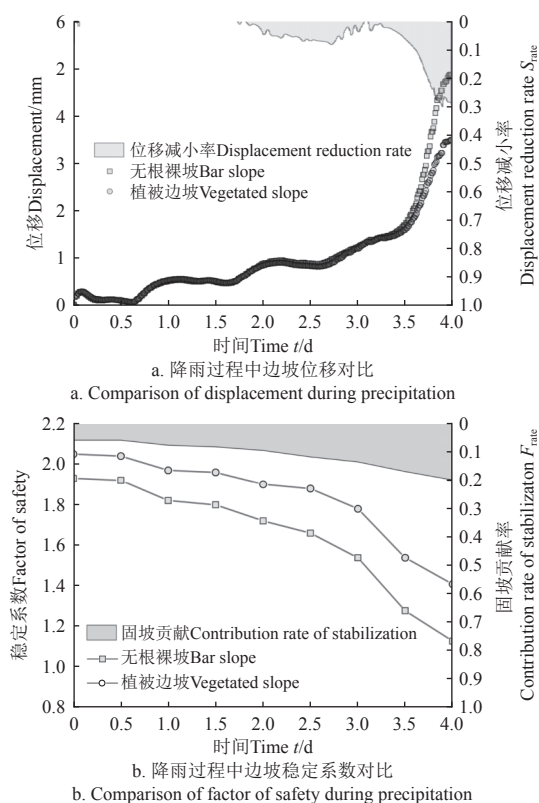 6
2
4
3
2
1
0
位移Displacement/mm
位移减小率Displacement reduction rate
无根裸坡Bar slope
植被边坡Vegetated slope
0
0.1
0.2
0.3
0.4
0.5
0.6
0.7
0.8
0.9
1.0
位移减小率
Displacement reduction rate Srate
0 0.5 1.0 1.5 2.0 2.5 3.0 3.5 4.0
时间Time t/d
a. 降雨过程中边坡位移对比
a. Comparison of displacement during precipitation
2.2
2.0
1.8
1.6
1.4
1.2
1.0
0.8
稳定系数Factor of safety
固坡贡献Contribution rate of stabilization
无根裸坡Bar slope
植被边坡Vegetated slope
0
0.1
0.2
0.3
0.4
0.5
0.6
0.7
0.8
0.9
1.0
固坡贡献率
Contribution rate of stabilizaton Frate
0 0.5 1.0 1.5 2.0 2.5 3.0 3.5 4.0
时间Time t/d
b. 降雨过程中边坡稳定系数对比
b. Comparison of factor of safety during precipitation